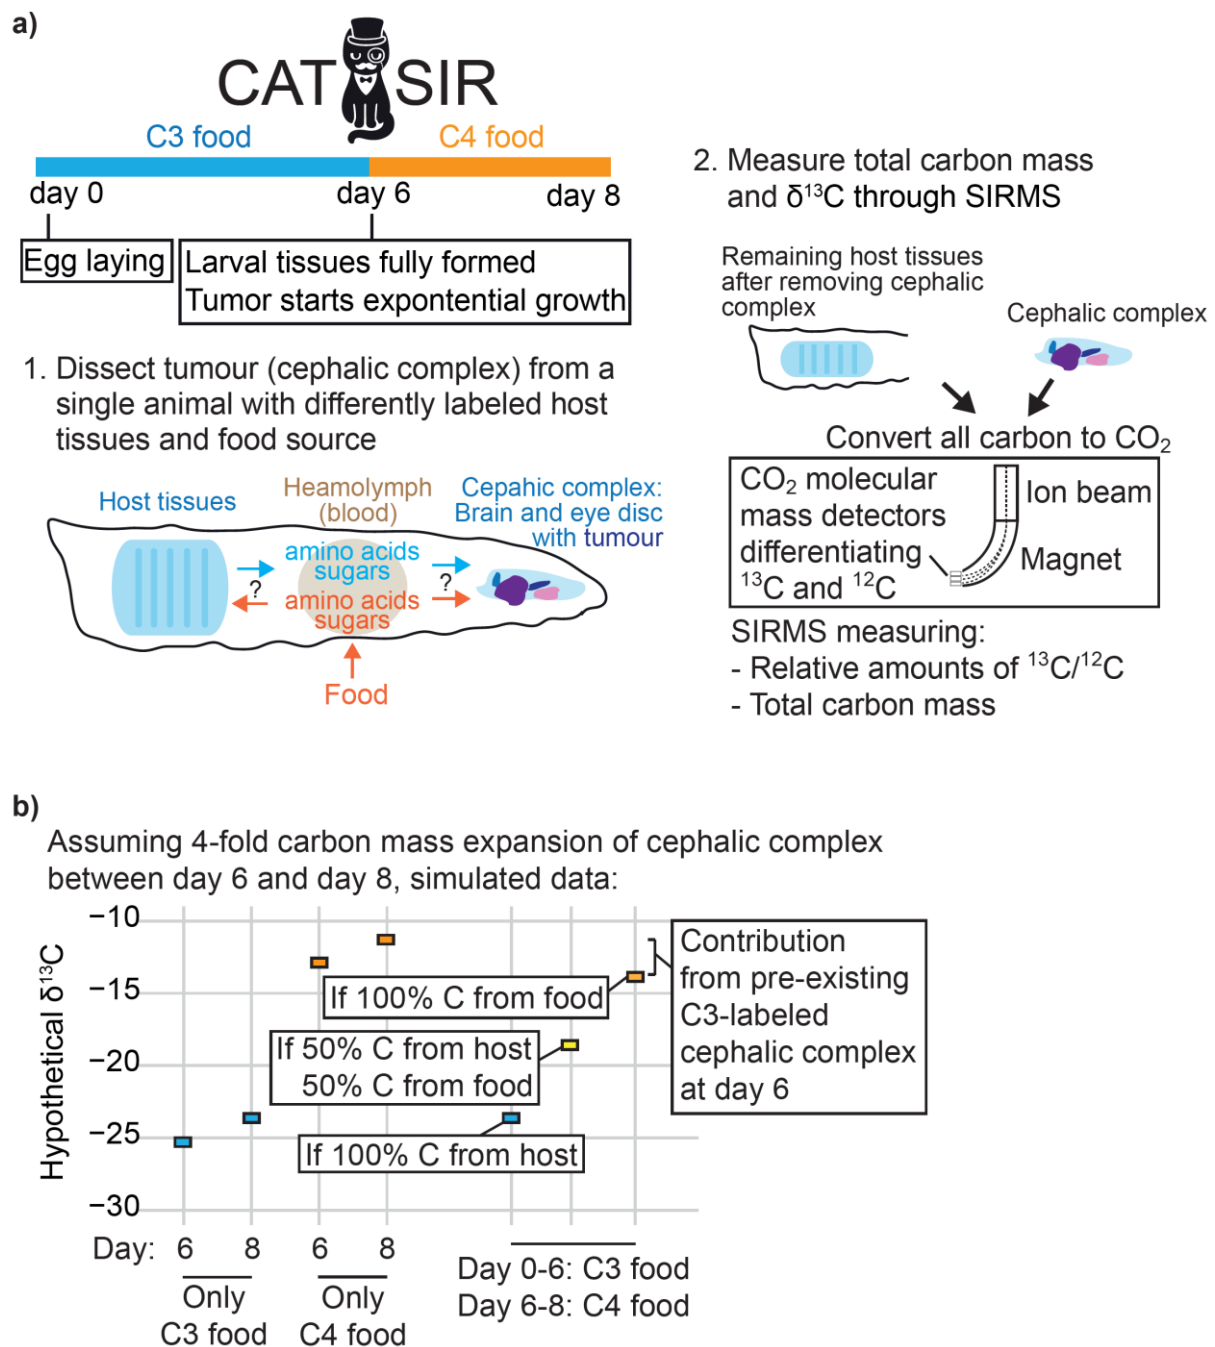 a)
CAT SIR
C3 food
C4 food
day 0
day 6
day 8
Egg laying
Larval tissues fully formed
Tumor starts expontential growth
1. Dissect tumour (cephalic complex) from a
single animal with differently labeled host
tissues and food source
Host tissues
Heamolymph
(blood)
Cepahic complex:
Brain and eye disc
with tumour
amino acids
sugars
?
?
amino acids
sugars
Food
2. Measure total carbon mass
and δ¹³C through SIRMS
Remaining host tissues
after removing cephalic
complex
Cephalic complex
Convert all carbon to CO₂
CO₂ molecular
mass detectors
differentiating
¹³C and ¹²C
Ion beam
Magnet
SIRMS measuring:
- Relative amounts of ¹³C/¹²C
- Total carbon mass
b)
Assuming 4-fold carbon mass expansion of cephalic complex
between day 6 and day 8, simulated data:
Hypothetical δ¹³C
−10
−15
−20
−25
−30
If 100% C from food
If 50% C from host
50% C from food
If 100% C from host
Contribution
from pre-existing
C3-labeled
cephalic complex
at day 6
Day: 6 8 6 8
Only
C3 food
Only
C4 food
Day 0-6: C3 food
Day 6-8: C4 food